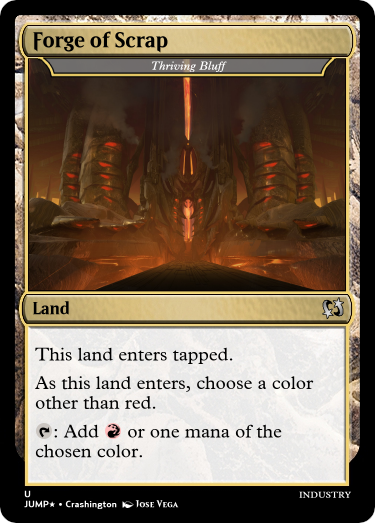 Forge of Scrap
Thriving Bluff
Land
This land enters tapped.
As this land enters, choose a color
other than red.
: Add or one mana of the
chosen color.
U
INDUSTRY
JUMP★ • Crashington Jose Vega